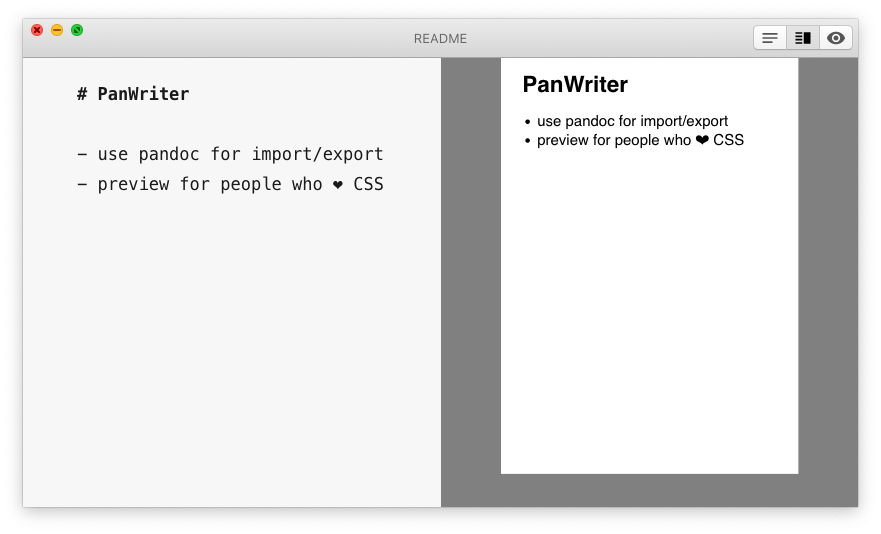 README
# PanWriter
- use pandoc for import/export
- preview for people who ❤ CSS
PanWriter
• use pandoc for import/export
• preview for people who ❤ CSS